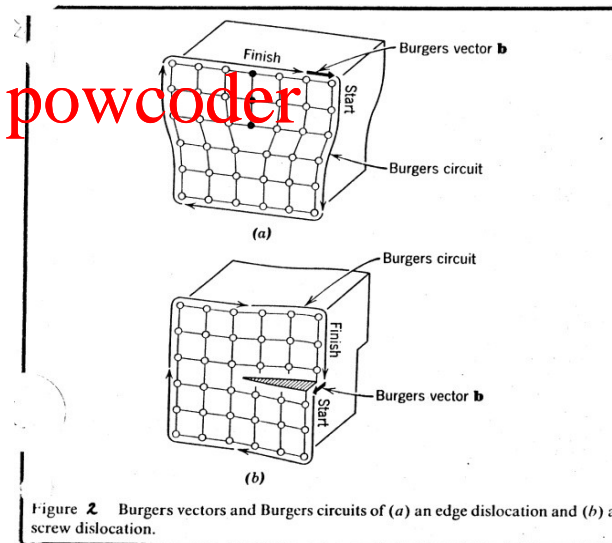 Finish
Burgers vector b
Start
powcoder
Burgers circuit
(a)
Burgers circuit
Finish
Burgers vector b
Start
(b)
Figure 2 Burgers vectors and Burgers circuits of (a) an edge dislocation and (b) a
screw dislocation.